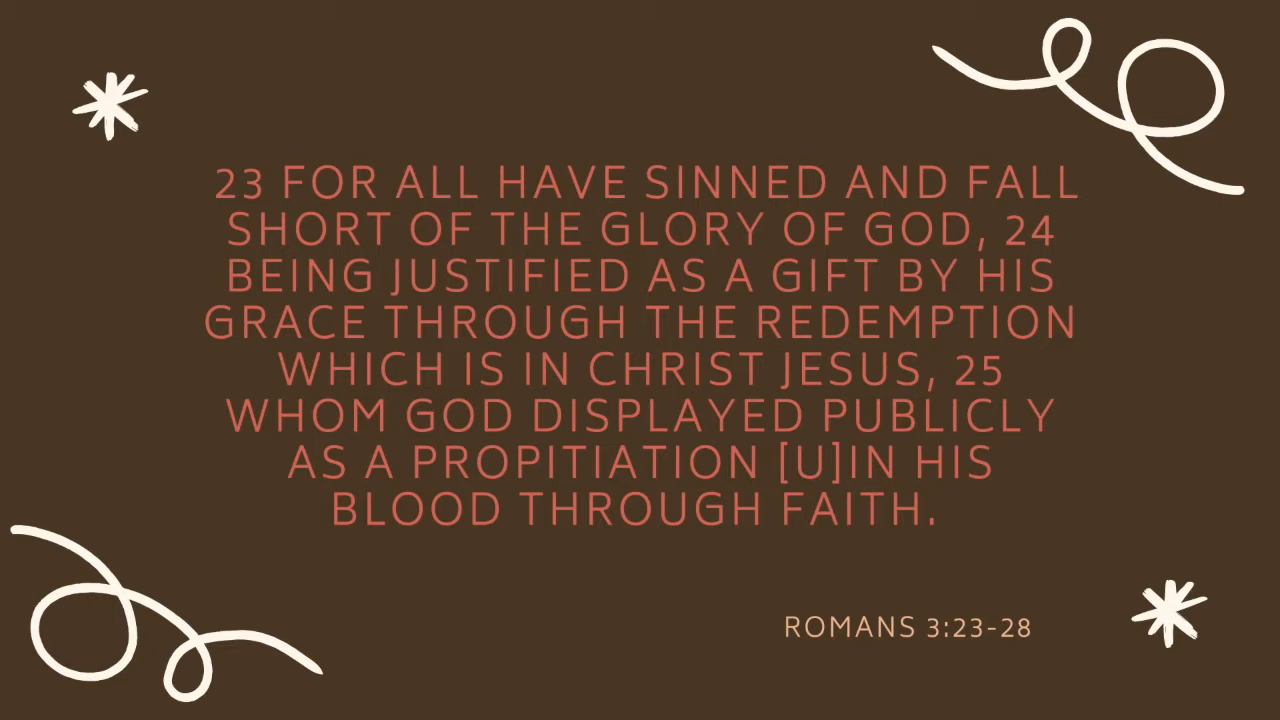 23 FOR ALL HAVE SINNED AND FALL
SHORT OF THE GLORY OF GOD, 24
BEING JUSTIFIED AS A GIFT BY HIS
GRACE THROUGH THE REDEMPTION
WHICH IS IN CHRIST JESUS, 25
WHOM GOD DISPLAYED PUBLICLY
AS A PROPITIATION [U]IN HIS
BLOOD THROUGH FAITH.
ROMANS 3:23-28